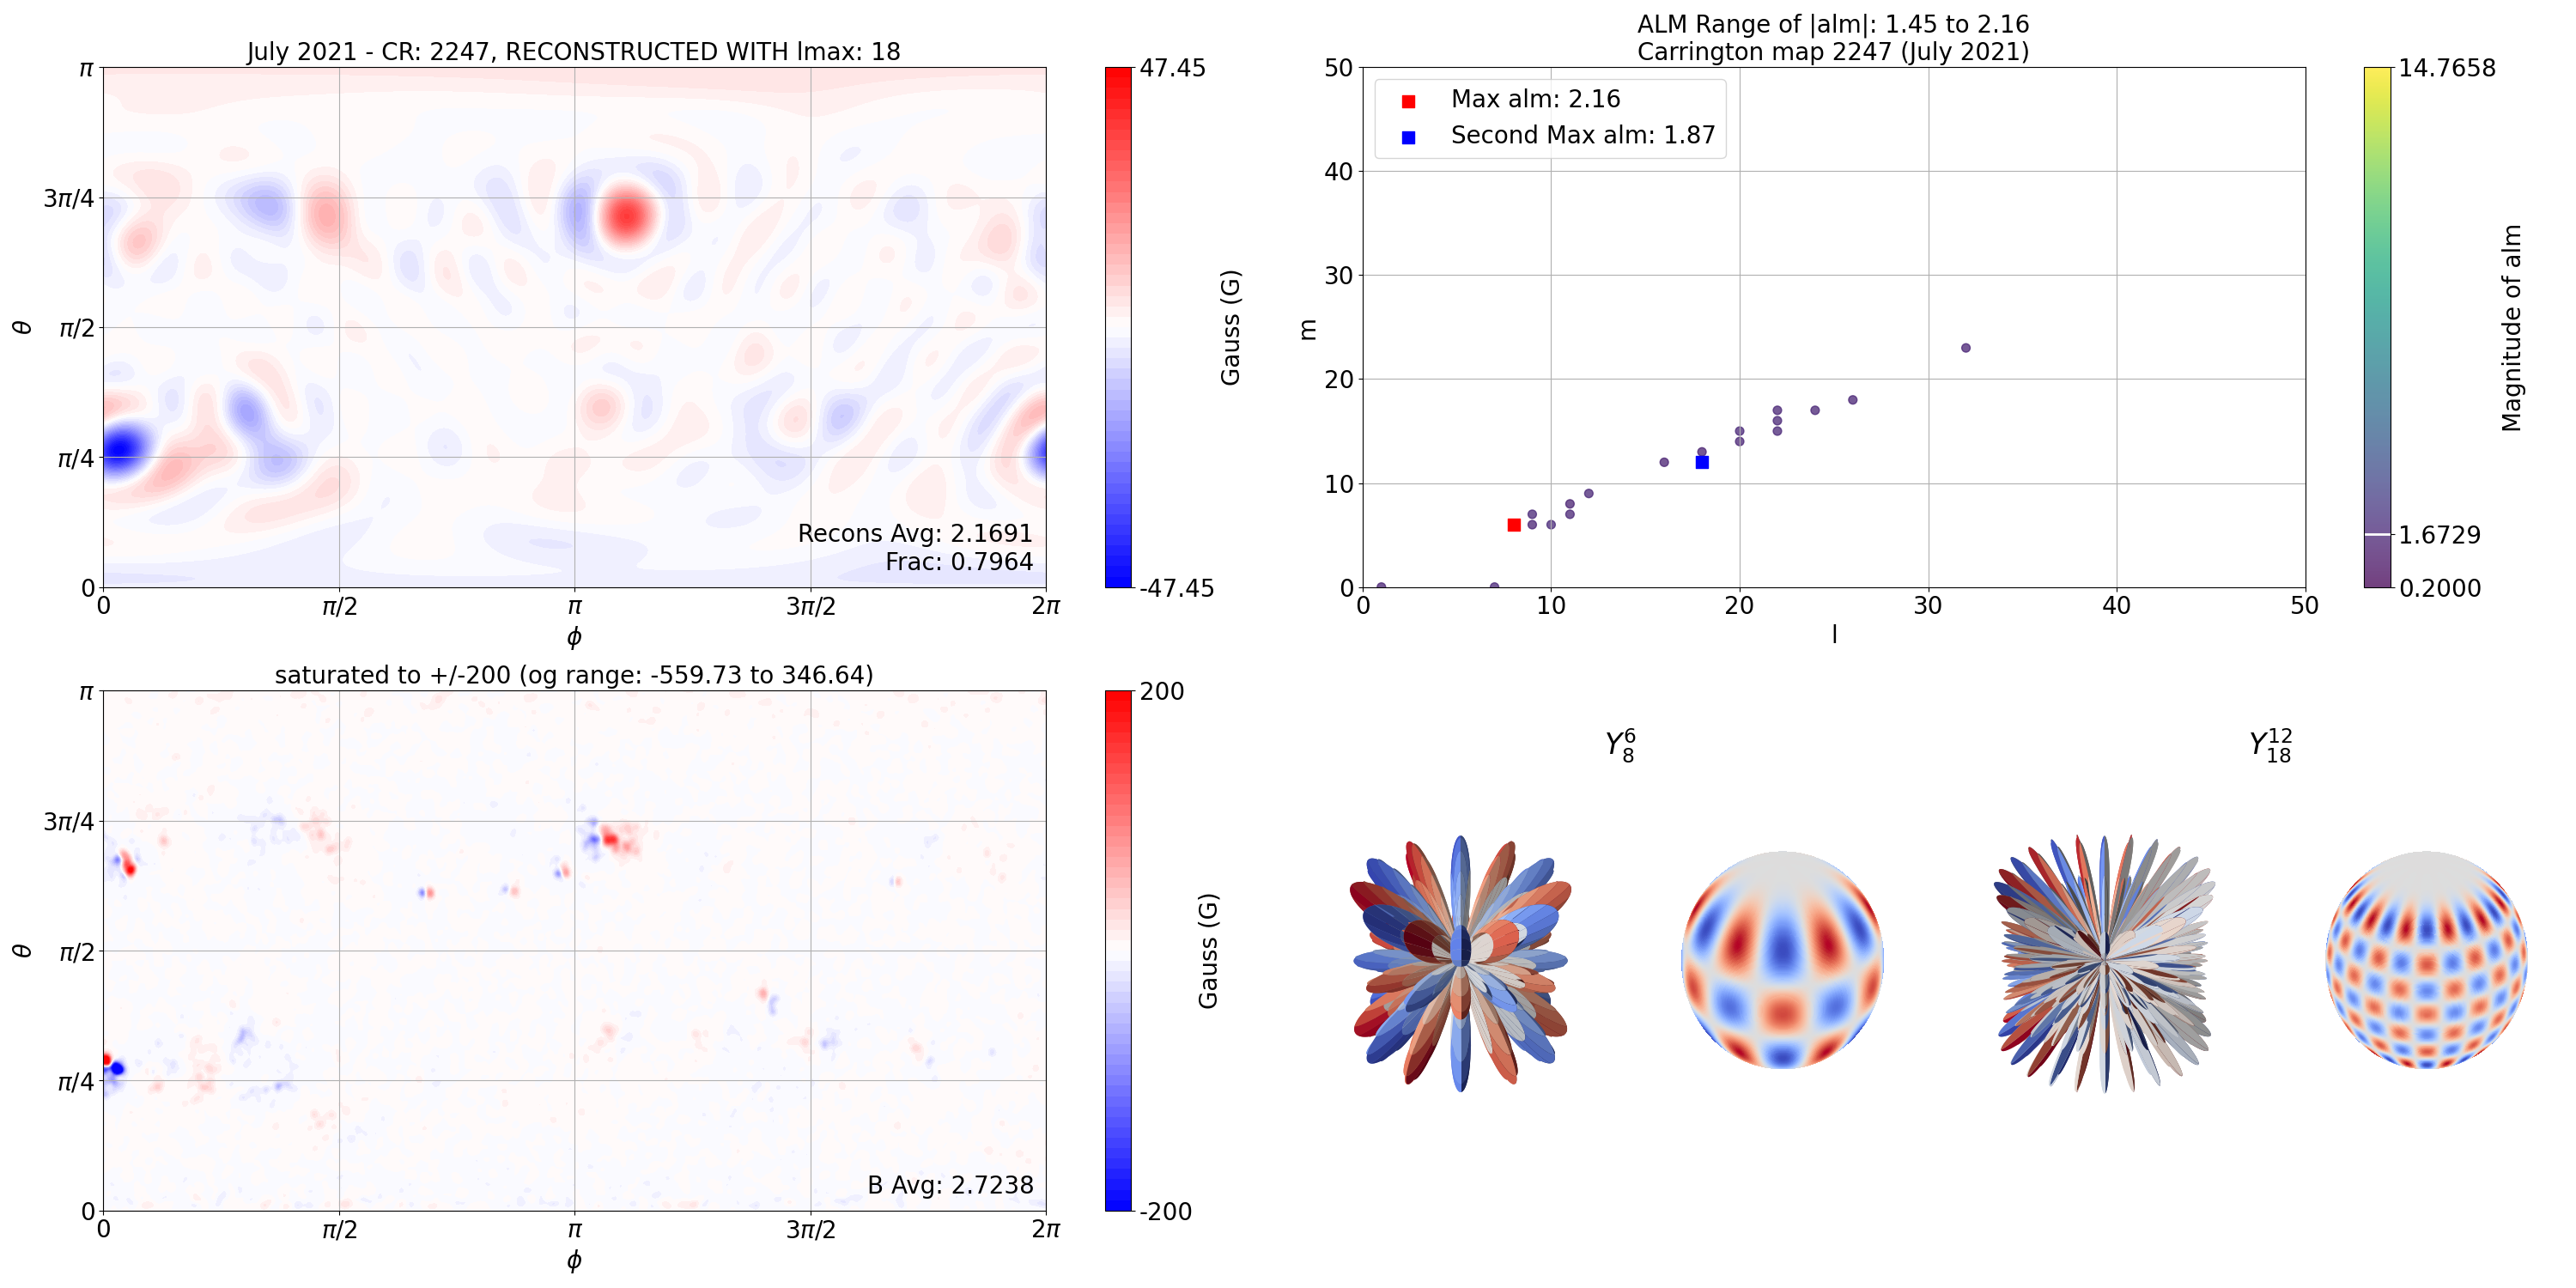 July 2021 - CR: 2247, RECONSTRUCTED WITH lmax: 18
π
3π/4
π/2
π/4
0
θ
0
π/2
π
3π/2
2π
ϕ
Recons Avg: 2.1691
Frac: 0.7964
47.45
-47.45
Gauss (G)
ALM Range of |alm|: 1.45 to 2.16
Carrington map 2247 (July 2021)
Max alm: 2.16
Second Max alm: 1.87
50
40
30
20
10
0
m
0
10
20
30
40
50
l
14.7658
1.6729
0.2000
Magnitude of alm
saturated to +/-200 (og range: -559.73 to 346.64)
π
3π/4
π/2
π/4
0
θ
0
π/2
π
3π/2
2π
ϕ
B Avg: 2.7238
200
-200
Gauss (G)
Y_8^6
Y_18^12